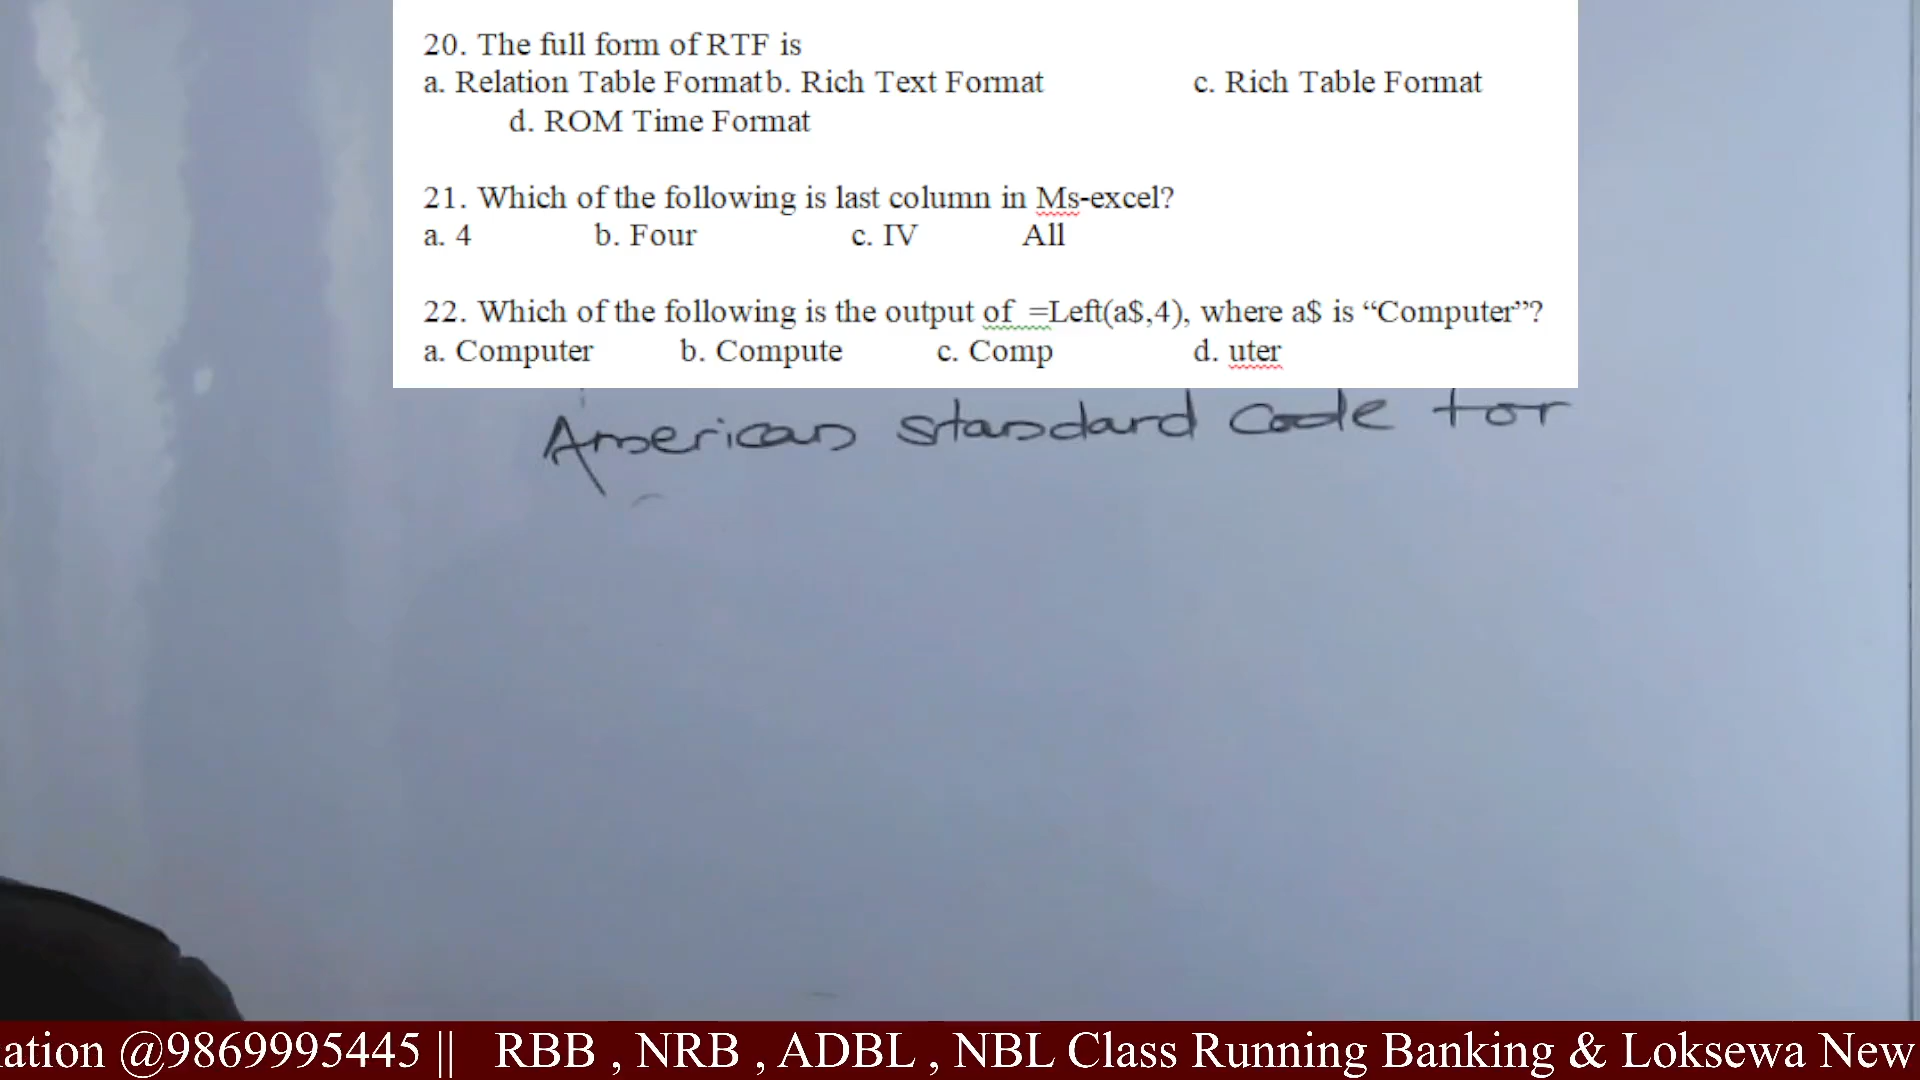 20. The full form of RTF is
a. Relation Table Format b. Rich Text Format c. Rich Table Format
d. ROM Time Format
21. Which of the following is last column in Ms-excel?
a. 4 b. Four c. IV All
22. Which of the following is the output of =Left(a$,4), where a$ is “Computer”?
a. Computer b. Compute c. Comp d. uter
American standard code for
ation @9869995445 || RBB , NRB , ADBL , NBL Class Running Banking & Loksewa New